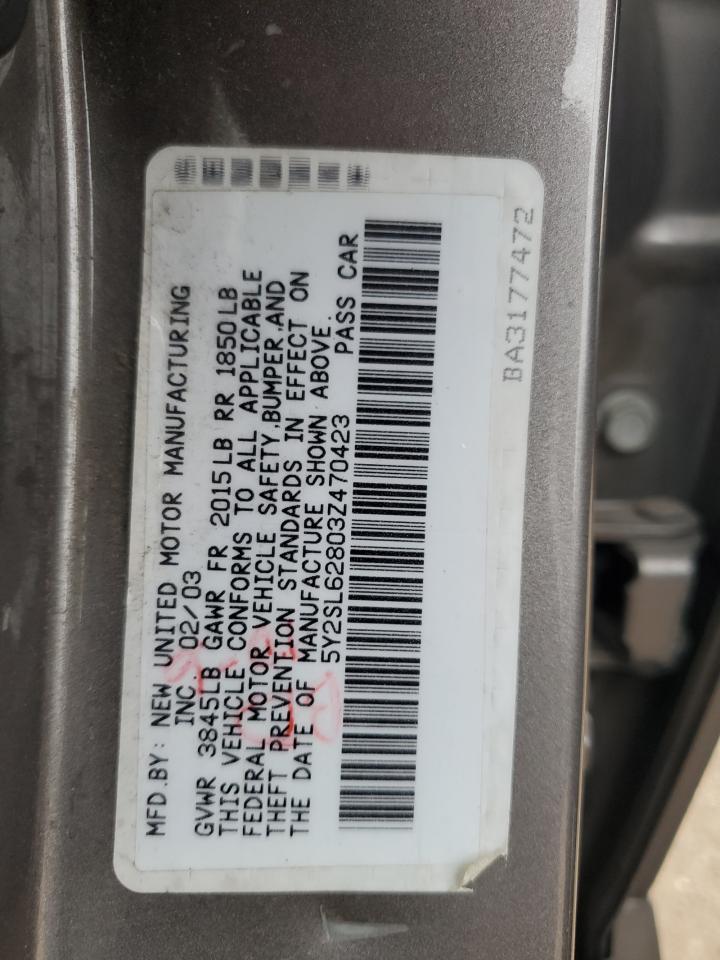 MFD.BY: NEW UNITED MOTOR MANUFACTURING
INC. 02/03
GVWR 3845LB GAWR FR 2015LB RR 1850LB
THIS VEHICLE CONFORMS TO ALL APPLICABLE
FEDERAL MOTOR VEHICLE SAFETY,BUMPER,AND
THEFT PREVENTION STANDARDS IN EFFECT ON
THE DATE OF MANUFACTURE SHOWN ABOVE.
5Y2SL62803Z470423 PASS CAR
BA3177472